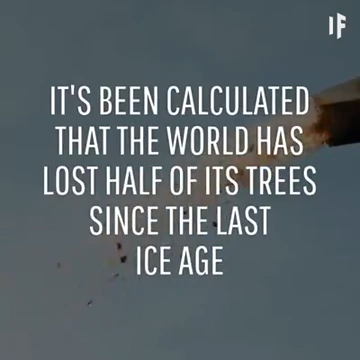 IF
IT'S BEEN CALCULATED
THAT THE WORLD HAS
LOST HALF OF ITS TREES
SINCE THE LAST
ICE AGE